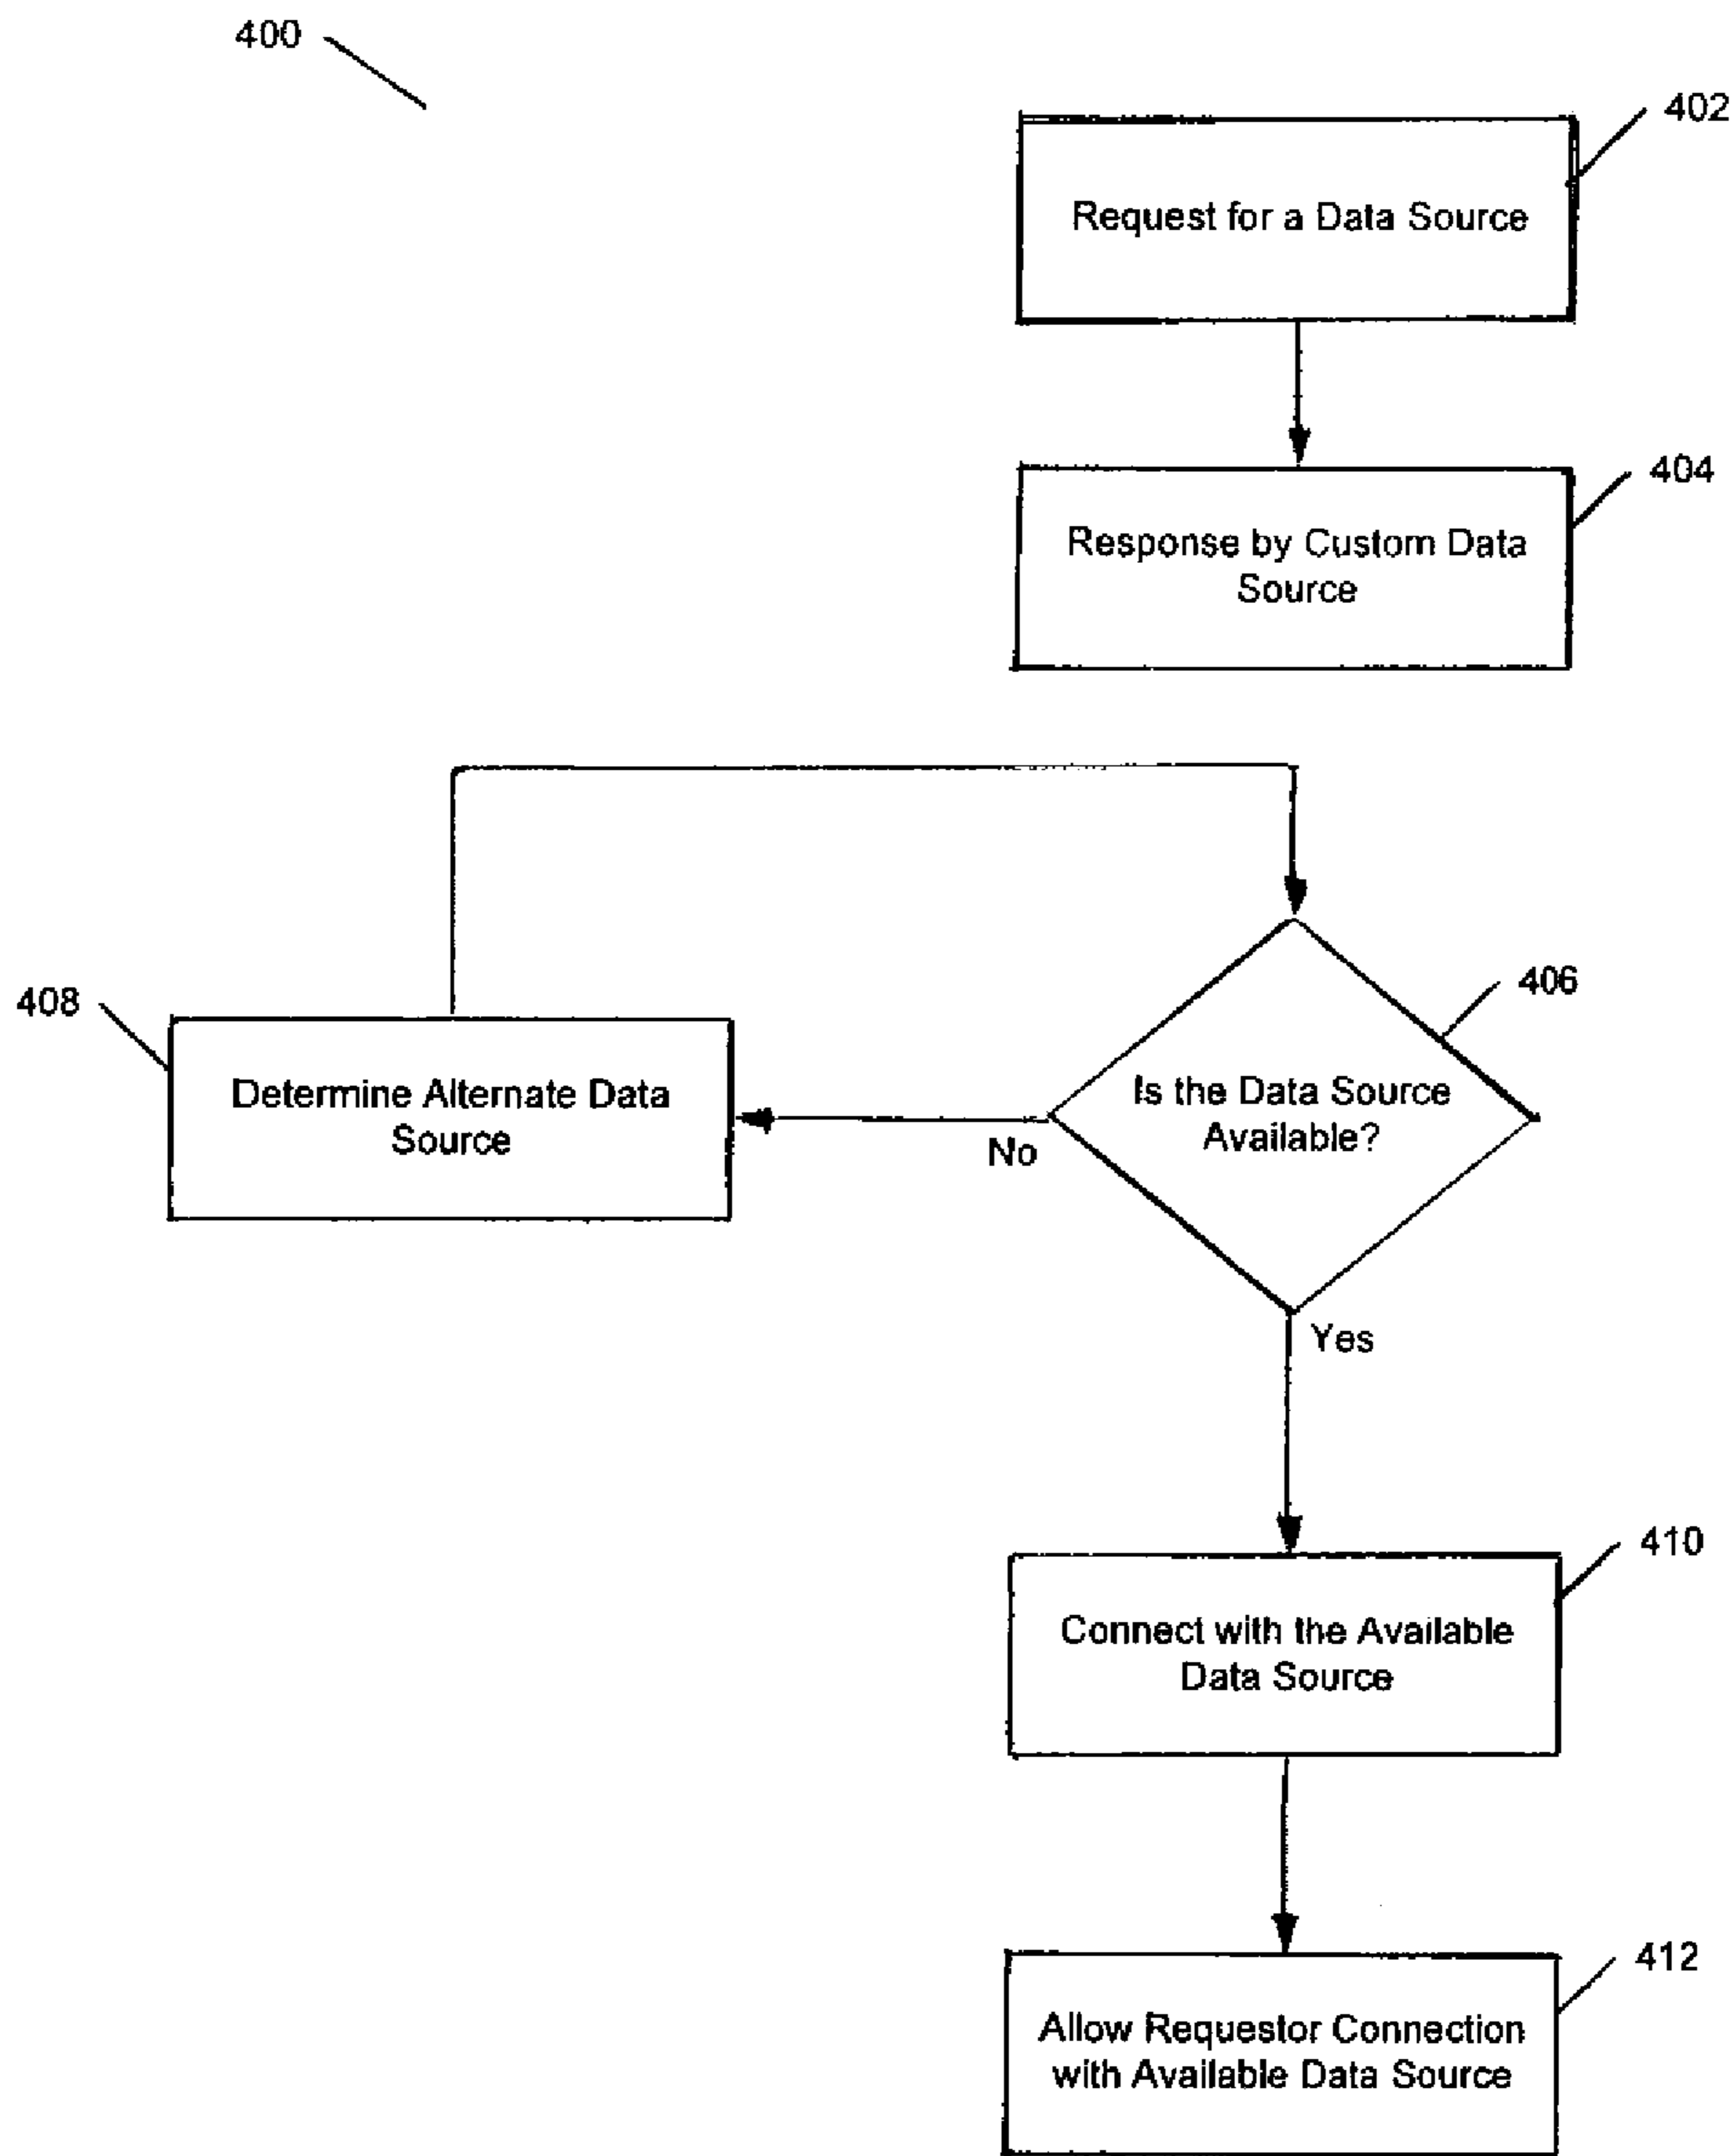 400
402
Request for a Data Source
404
Response by Custom Data
Source
406
Is the Data Source
Available?
408
Determine Alternate Data
Source
No
Yes
410
Connect with the Available
Data Source
412
Allow Requestor Connection
with Available Data Source